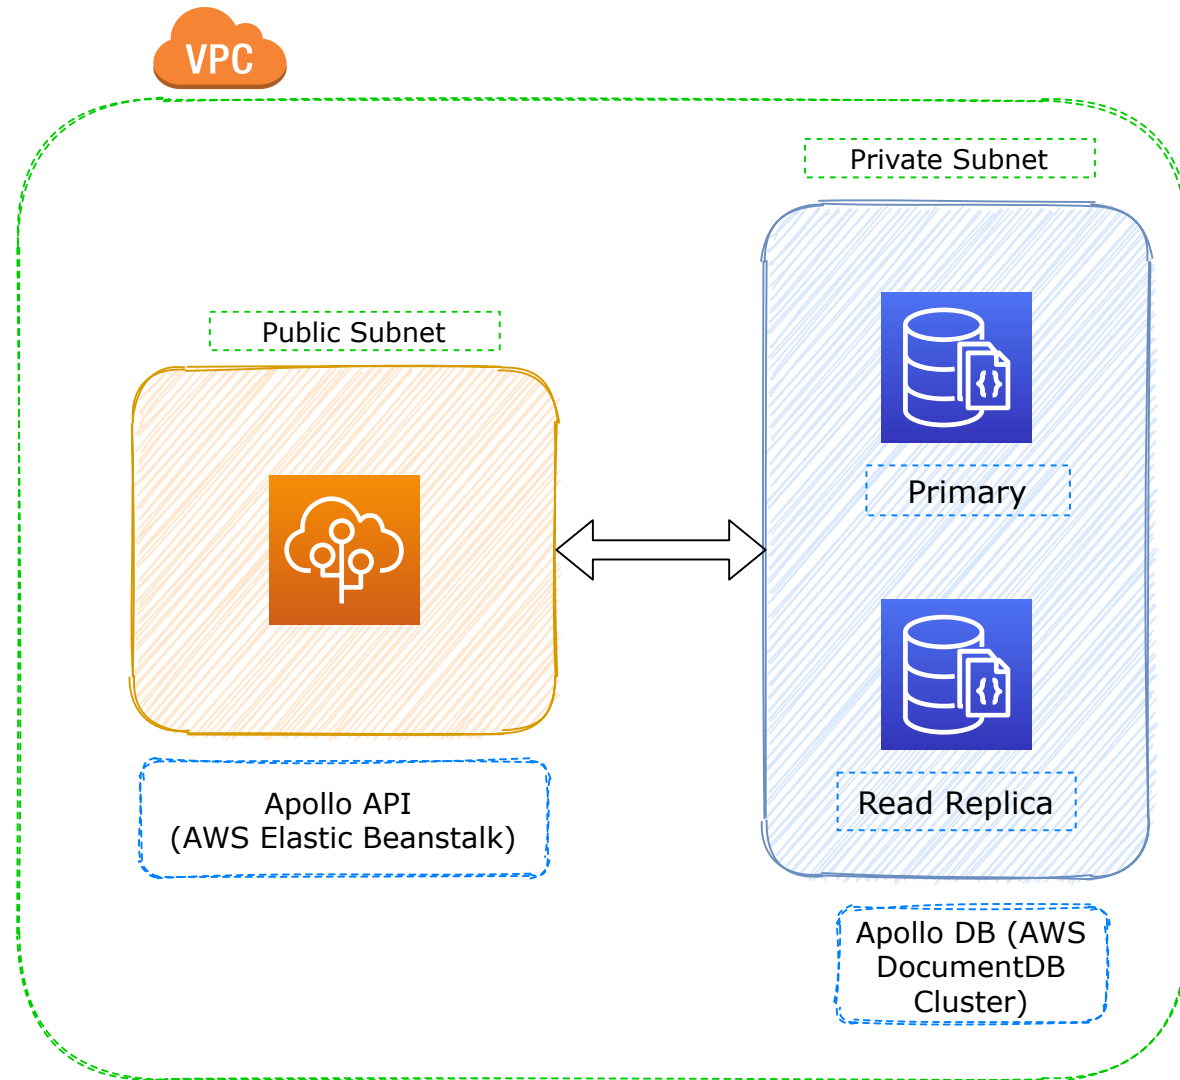 VPC
Private Subnet
Public Subnet
Primary
Read Replica
Apollo API
(AWS Elastic Beanstalk)
Apollo DB (AWS
DocumentDB
Cluster)